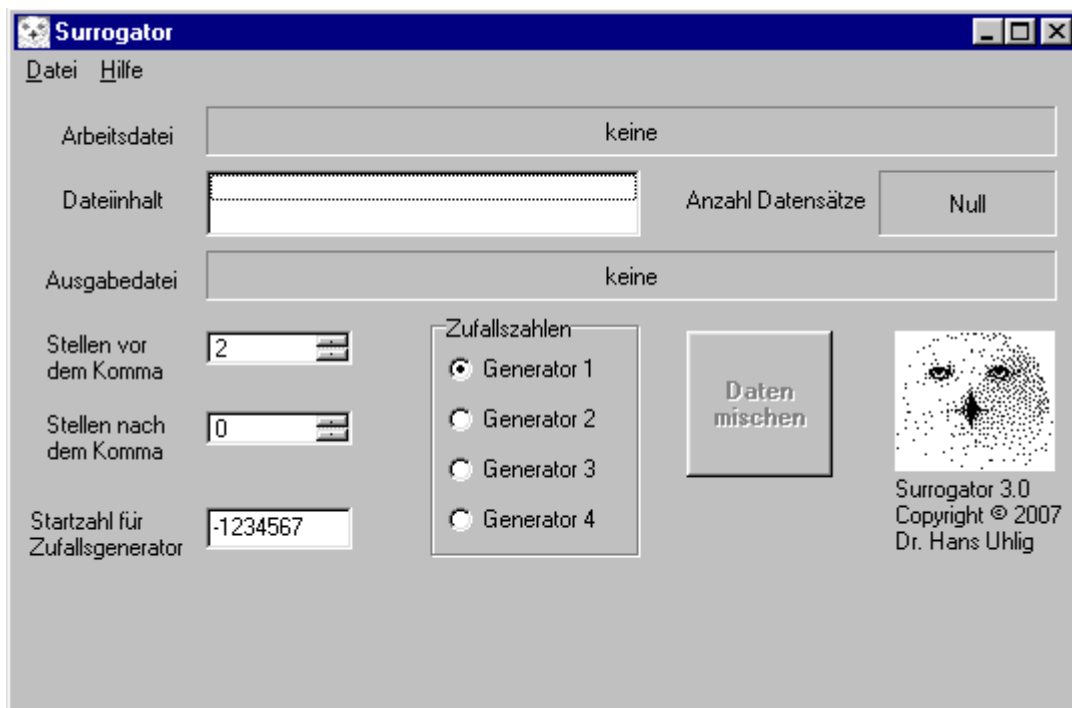 Surrogator
Datei Hilfe
Arbeitsdatei keine
Dateiinhalt Anzahl Datensätze Null
Ausgabedatei keine
Stellen vor
dem Komma
2
Stellen nach
dem Komma
0
Startzahl für
Zufallsgenerator
-1234567
Zufallszahlen
Generator 1
Generator 2
Generator 3
Generator 4
Daten
mischen
Surrogator 3.0
Copyright © 2007
Dr. Hans Uhlig